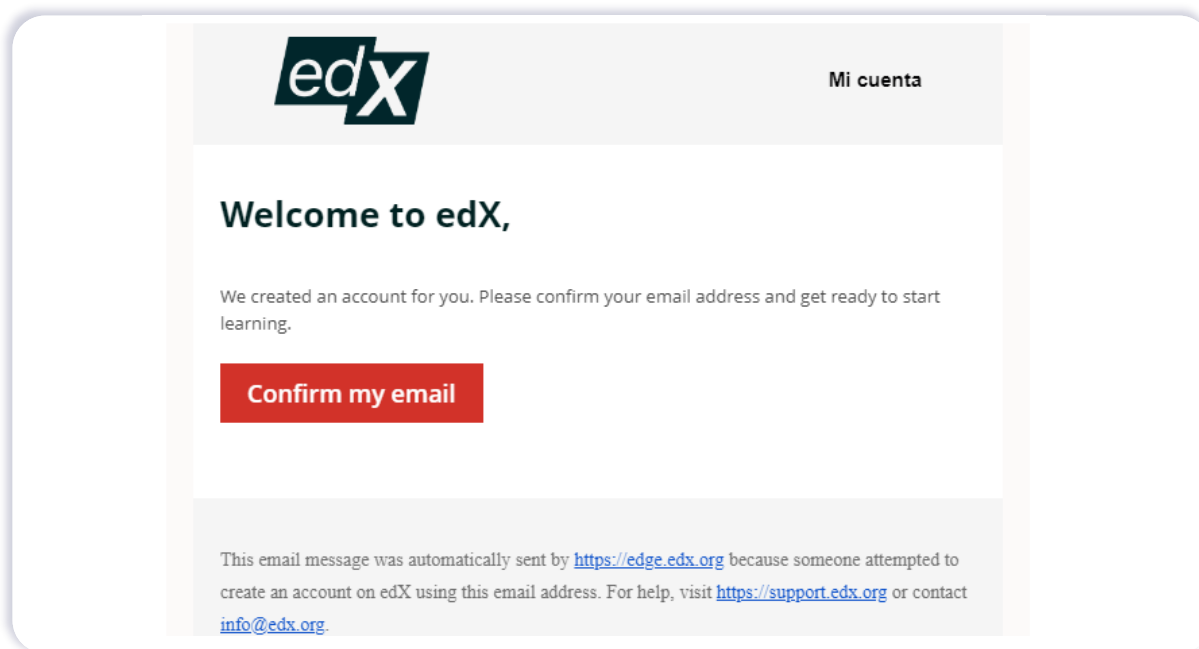 edX
Mi cuenta
Welcome to edX,
We created an account for you. Please confirm your email address and get ready to start
learning.
Confirm my email
This email message was automatically sent by https://edge.edx.org because someone attempted to
create an account on edX using this email address. For help, visit https://support.edx.org or contact
info@edx.org.